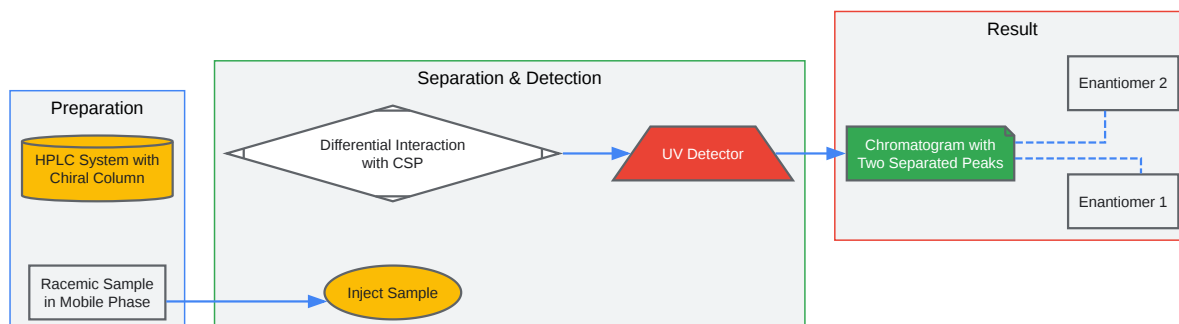 Preparation
HPLC System with
Chiral Column
Racemic Sample
in Mobile Phase
Separation & Detection
Differential Interaction
with CSP
UV Detector
Inject Sample
Result
Enantiomer 2
Chromatogram with
Two Separated Peaks
Enantiomer 1